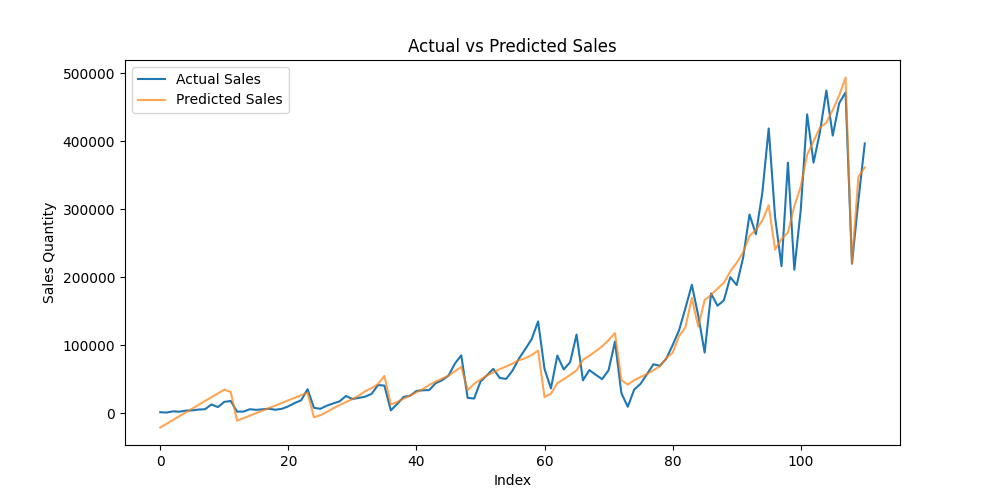 Actual vs Predicted Sales
Actual Sales
Predicted Sales
500000
400000
300000
200000
100000
0
Sales Quantity
0 20 40 60 80 100
Index